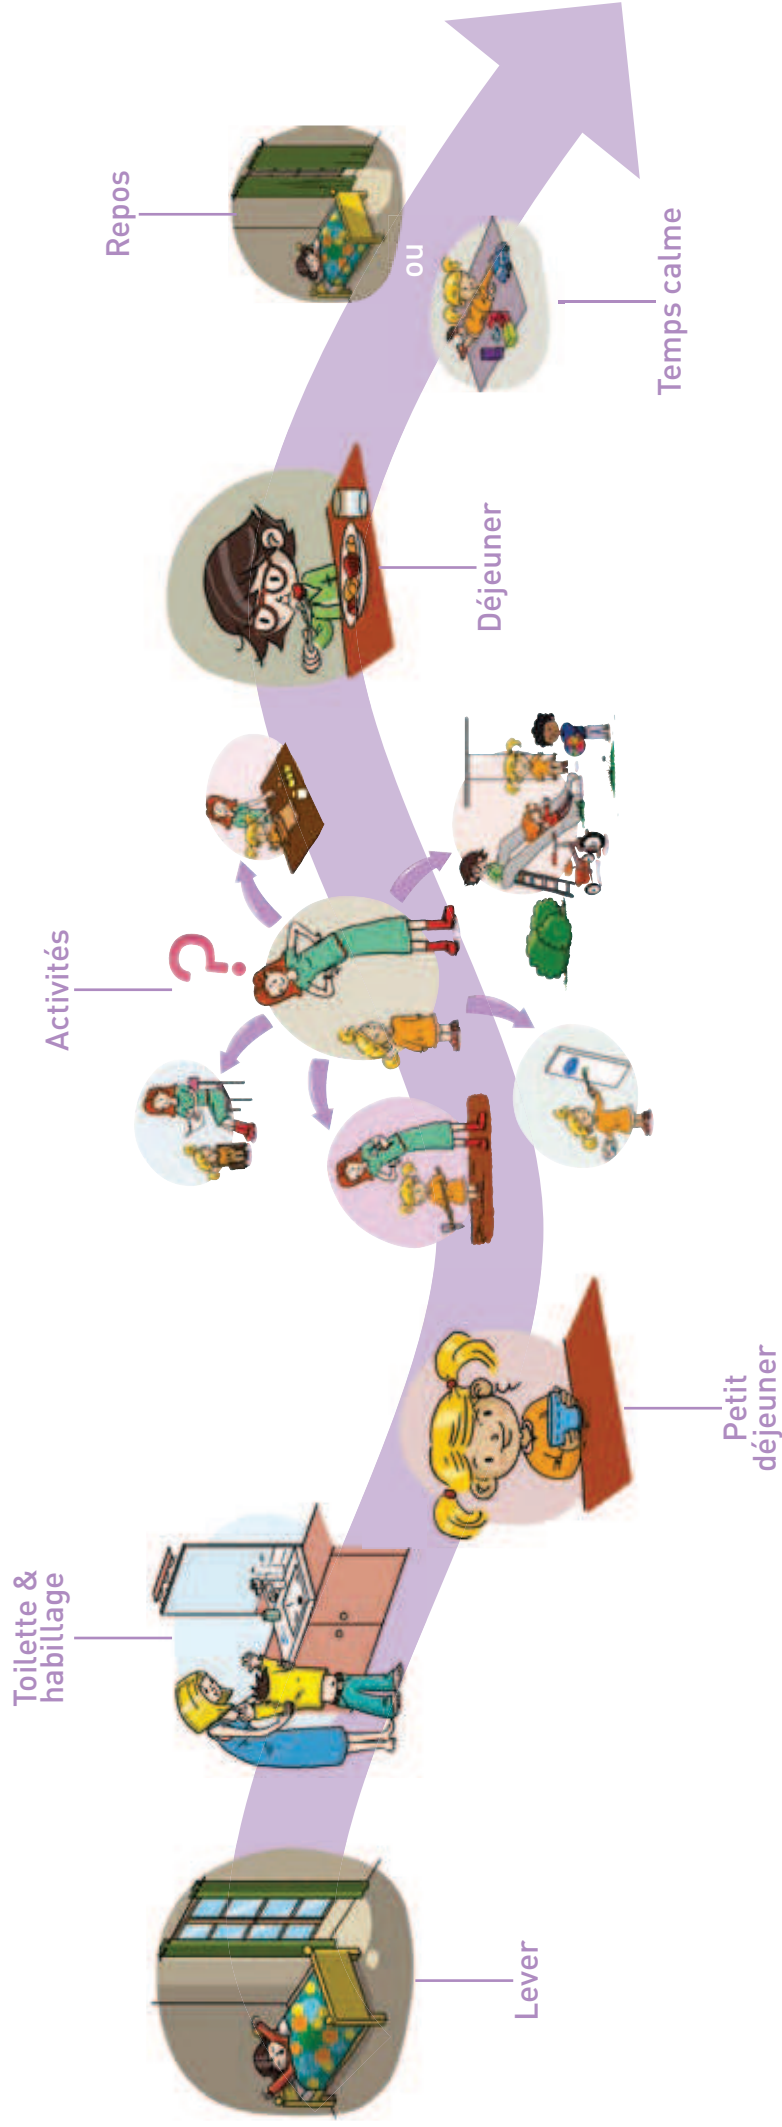 Lever
Toilette &
habillage
Petit
déjeuner
Activités
?
Déjeuner
Repos
ou
Temps calme